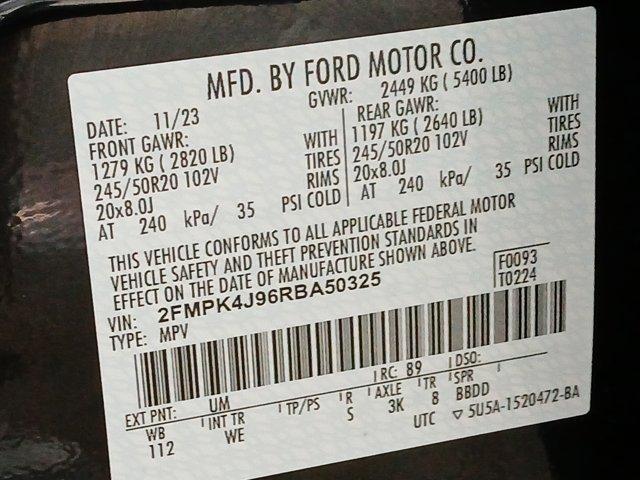 MFD. BY FORD MOTOR CO.
DATE: 11/23 GVWR: 2449 KG ( 5400 LB)
FRONT GAWR: REAR GAWR:
1279 KG ( 2820 LB) WITH 1197 KG ( 2640 LB) WITH
245/50R20 102V TIRES 245/50R20 102V TIRES
20x8.0J RIMS 20x8.0J RIMS
AT 240 kPa/ 35 PSI COLD AT 240 kPa/ 35 PSI COLD
THIS VEHICLE CONFORMS TO ALL APPLICABLE FEDERAL MOTOR
VEHICLE SAFETY AND THEFT PREVENTION STANDARDS IN
EFFECT ON THE DATE OF MANUFACTURE SHOWN ABOVE.
VIN: 2FMPK4J96RBA50325 F0093
TYPE: MPV T0224
EXT PNT: UM RC: 89 DSO:
WB INT TR TP/PS R AXLE TR SPR
112 WE S 3K 8 BBDD
UTC ▽ 5U5A-1520472-BA